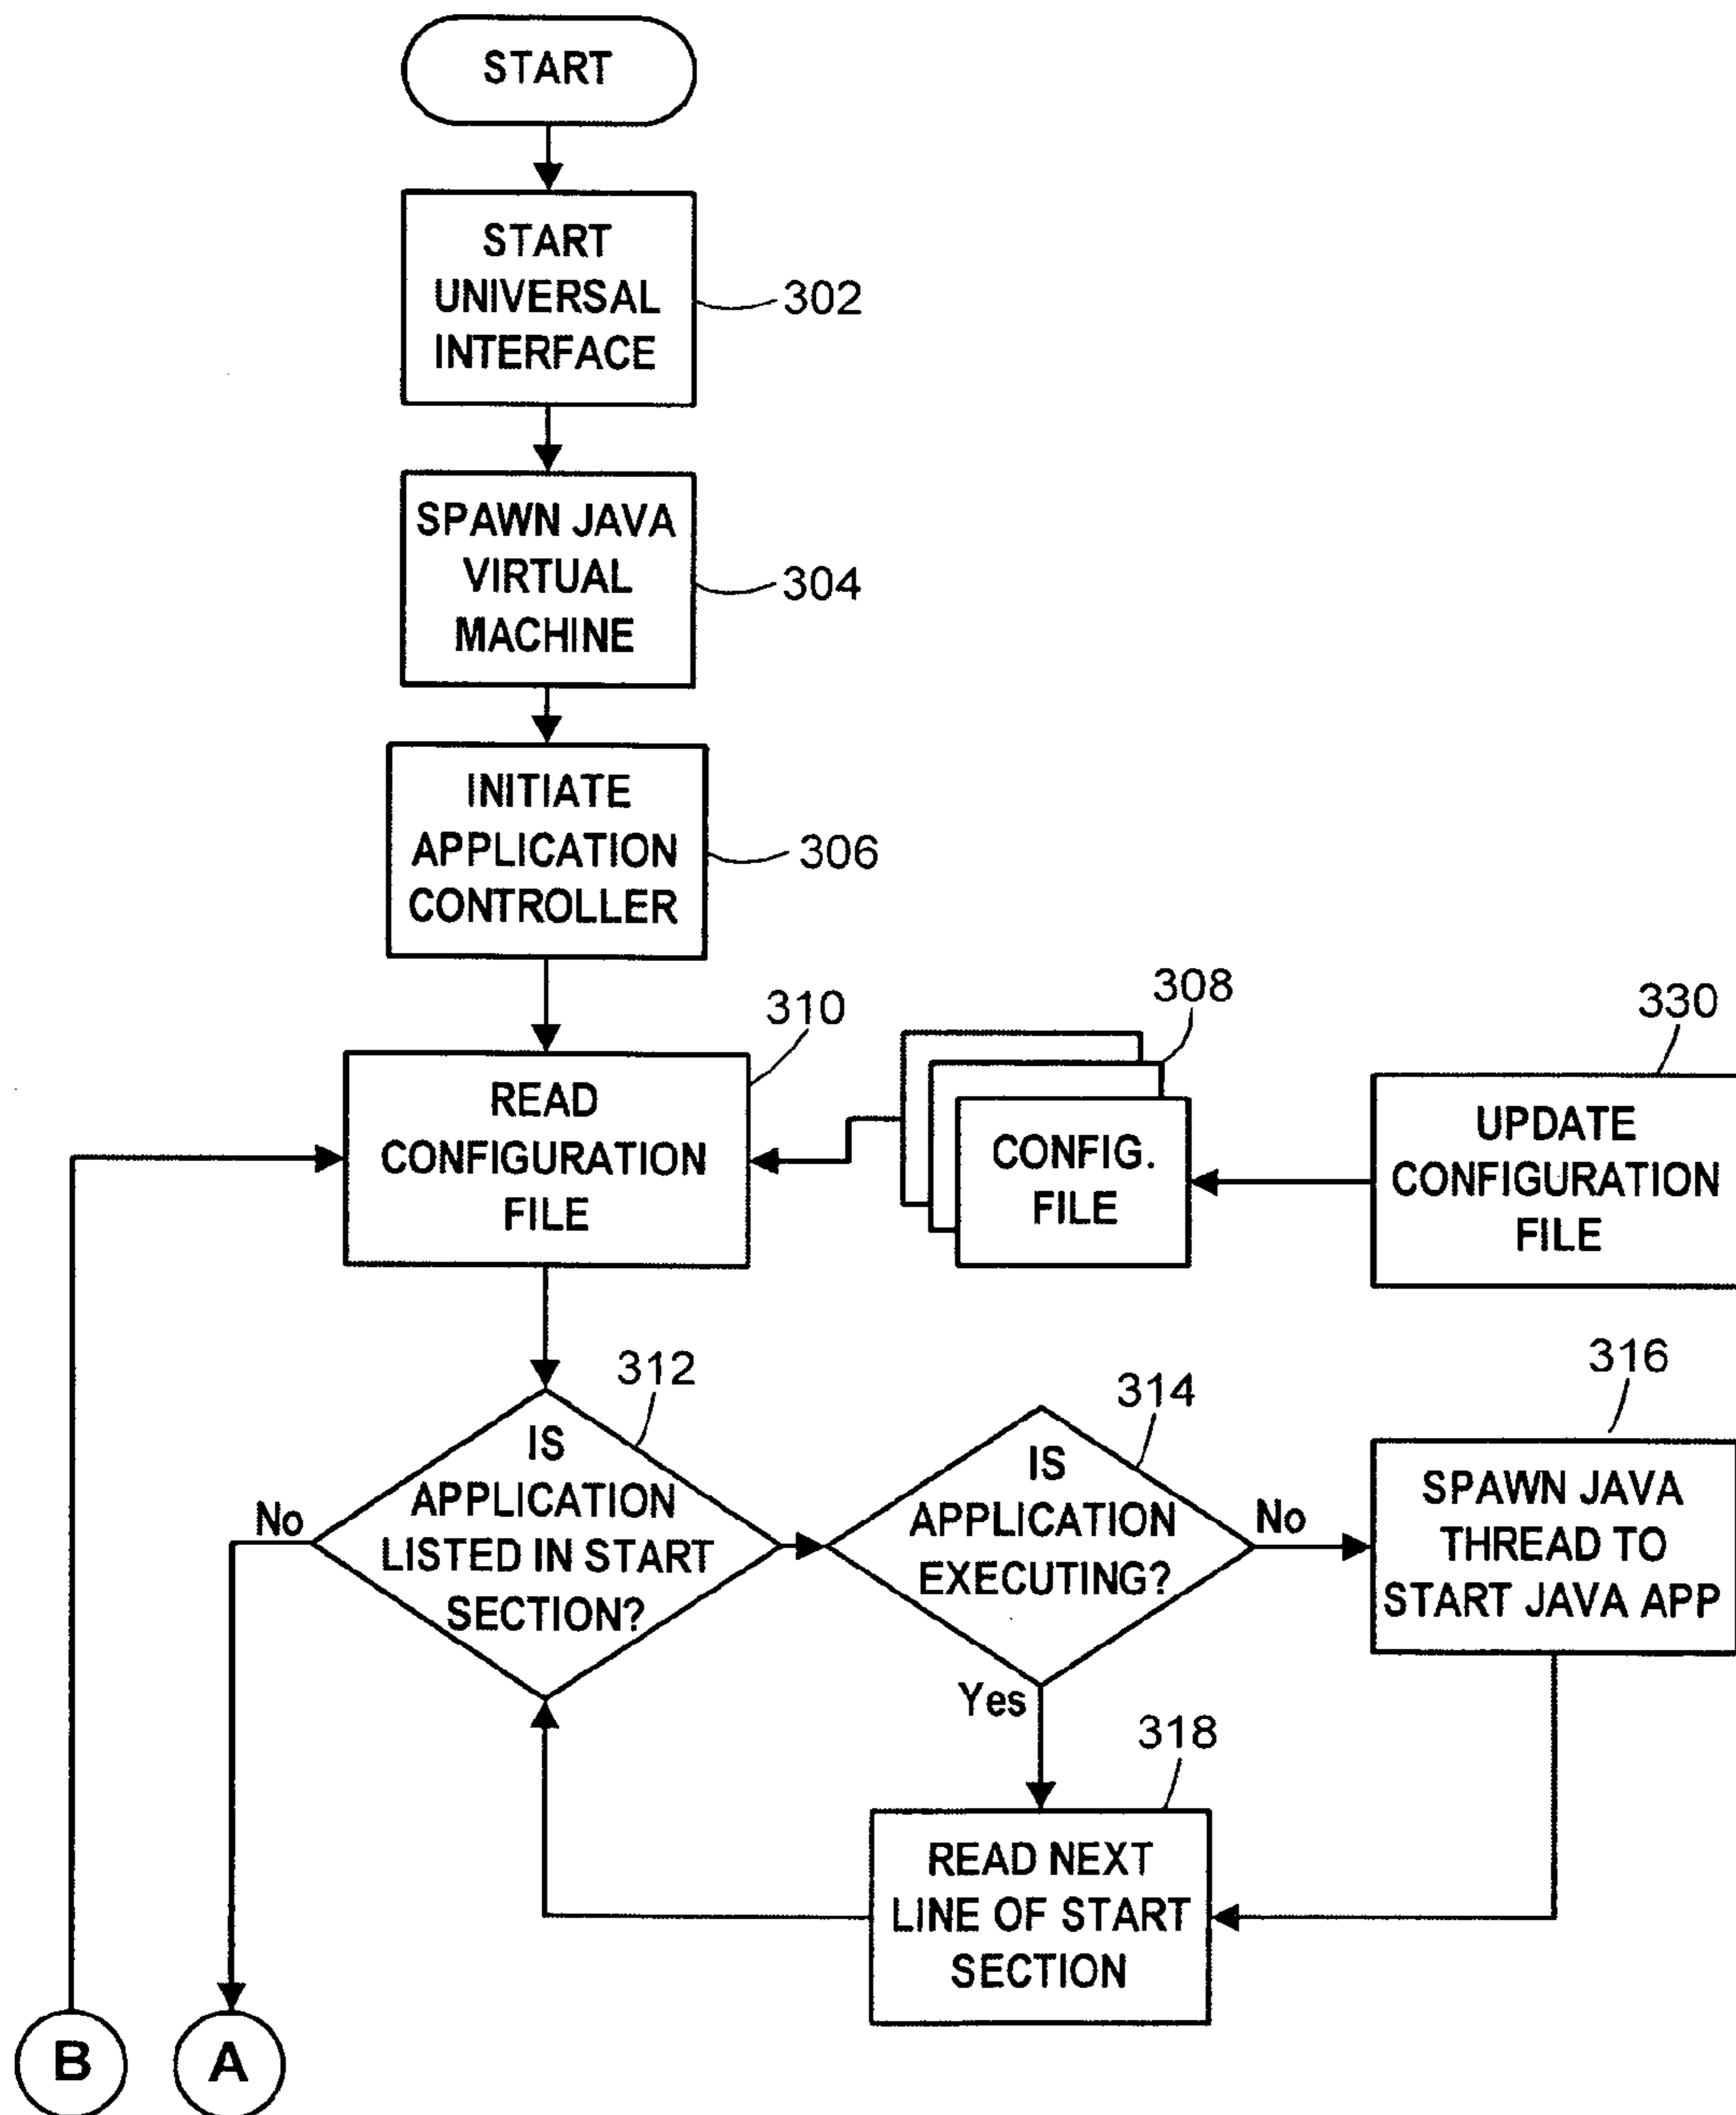 START
START
UNIVERSAL
INTERFACE
302
SPAWN JAVA
VIRTUAL
MACHINE
304
INITIATE
APPLICATION
CONTROLLER
306
310
308
330
READ
CONFIGURATION
FILE
CONFIG.
FILE
UPDATE
CONFIGURATION
FILE
312
314
316
No
IS
APPLICATION
LISTED IN START
SECTION?
IS
APPLICATION
EXECUTING?
No
SPAWN JAVA
THREAD TO
START JAVA APP
Yes
318
READ NEXT
LINE OF START
SECTION
B
A